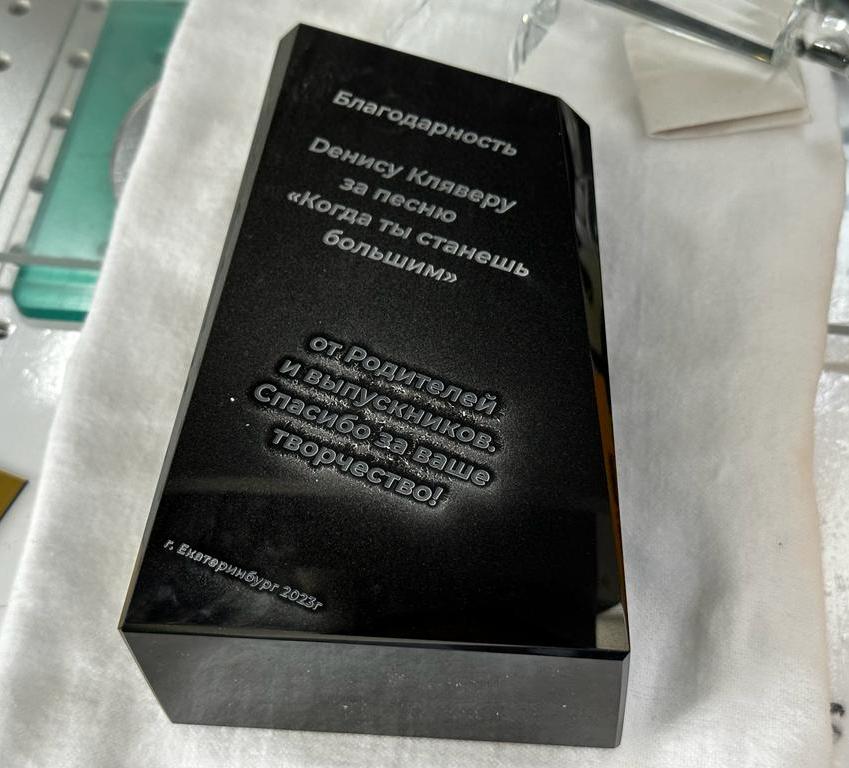 Благодарность
Денису Кляверу
за песню
«Когда ты станешь
большим»
от Родителей
и выпускников.
Спасибо за ваше
творчество!
г. Екатеринбург 2023г